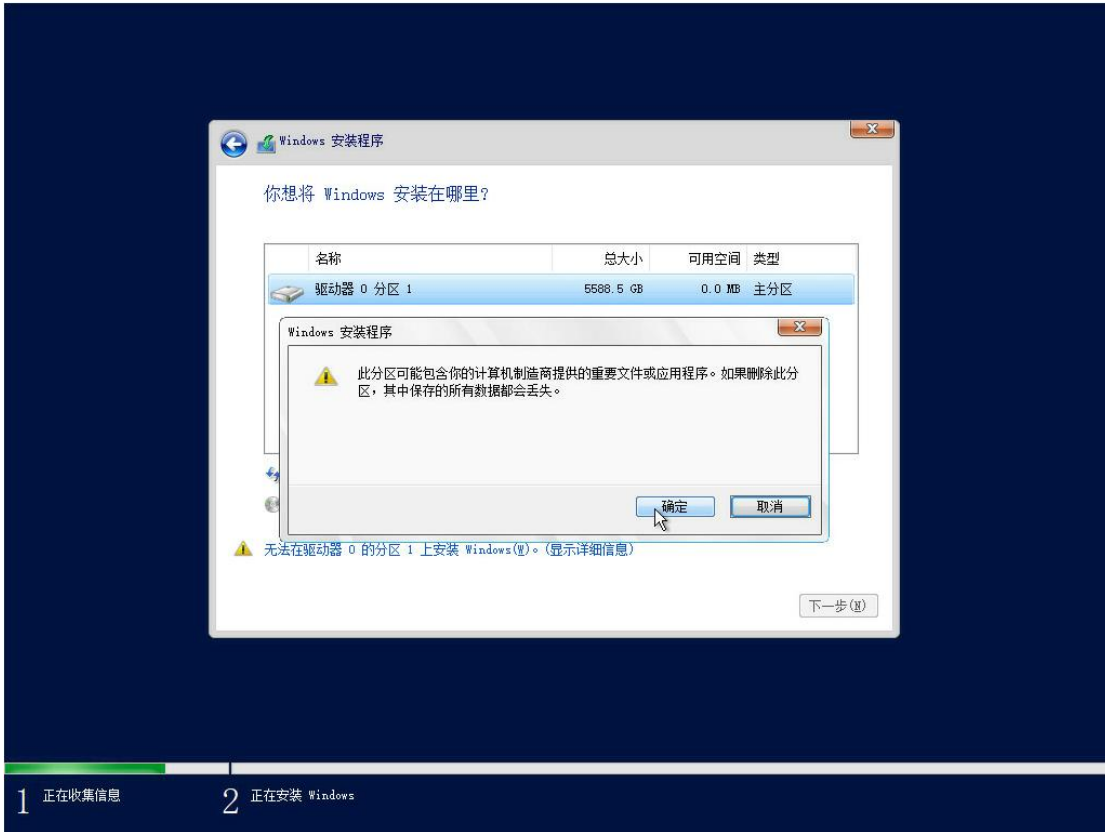 Windows 安装程序
你想将 Windows 安装在哪里？
名称 总大小 可用空间 类型
驱动器 0 分区 1 5588.5 GB 0.0 MB 主分区
Windows 安装程序
此分区可能包含你的计算机制造商提供的重要文件或应用程序。如果删除此分
区，其中保存的所有数据都会丢失。
确定 取消
无法在驱动器 0 的分区 1 上安装 Windows(W)。(显示详细信息)
下一步(N)
1 正在收集信息 2 正在安装 Windows